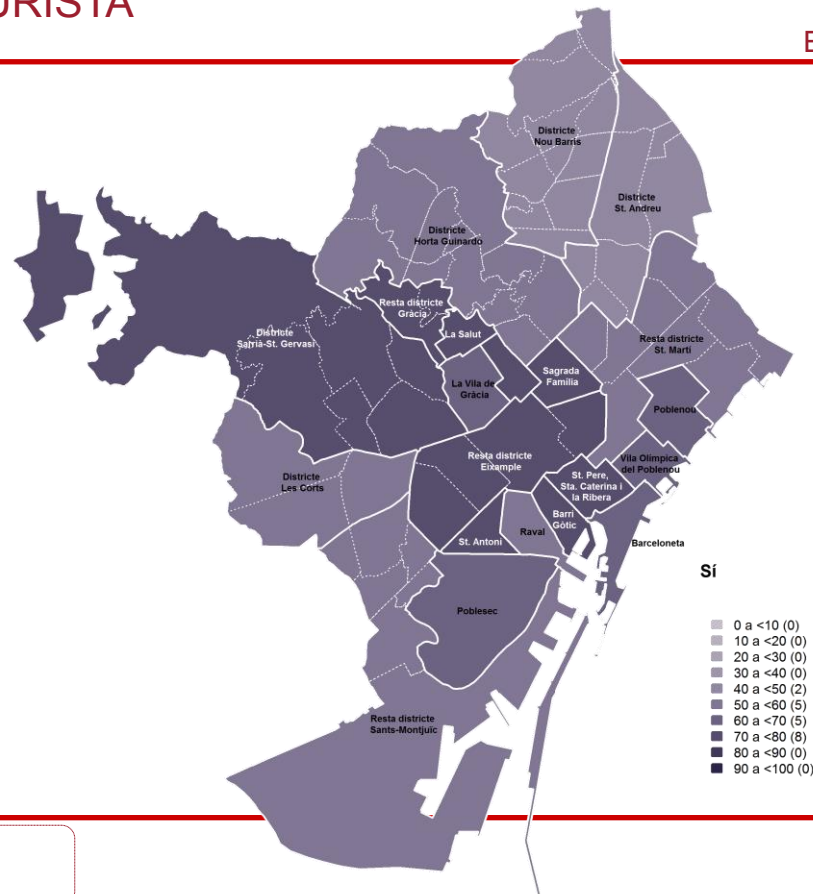 URISTA
E
Districte
Nou Barris
Districte
St. Andreu
Districte
Horta Guinardo
Resta districte
Gràcia
La Salut
Districte
Sarrià-St. Gervasi
Resta districte
St. Martí
Sagrada
Família
La Vila de
Gràcia
Poblenou
Resta districte
Eixample
Vila Olímpica
del Poblenou
Districte
Les Corts
St. Pere,
Sta. Caterina i
la Ribera
Barri
Gòtic
Raval
St. Antoni
Barceloneta
Poblesec
Resta districte
Sants-Montjuïc
Sí
0 a <10 (0)
10 a <20 (0)
20 a <30 (0)
30 a <40 (0)
40 a <50 (2)
50 a <60 (5)
60 a <70 (5)
70 a <80 (8)
80 a <90 (0)
90 a <100 (0)